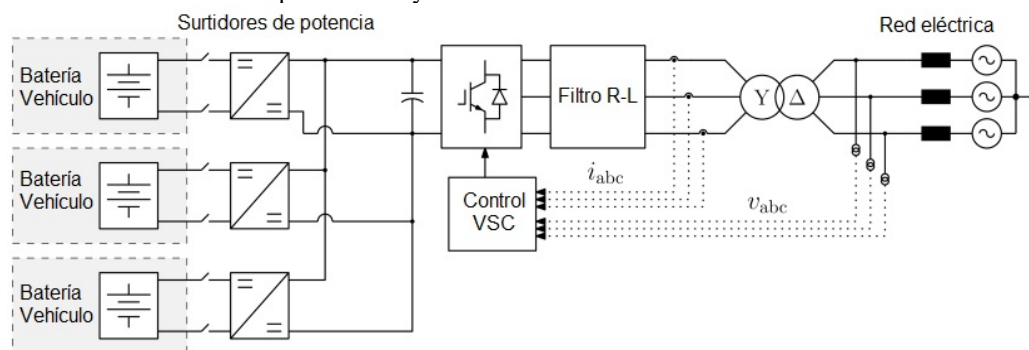 Surtidores de potencia
Red eléctrica
Batería
Vehículo
Filtro R-L
Y Δ
Batería
Vehículo
i_abc
Control
VSC
v_abc
Batería
Vehículo